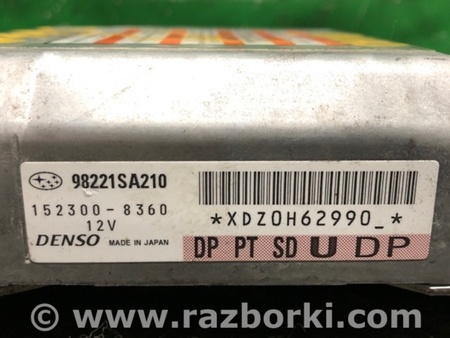 98221SA210
152300-8360
12V
DENSO MADE IN JAPAN
*XDZ0H62990_*
DP PT SD U DP
www.razborki.com